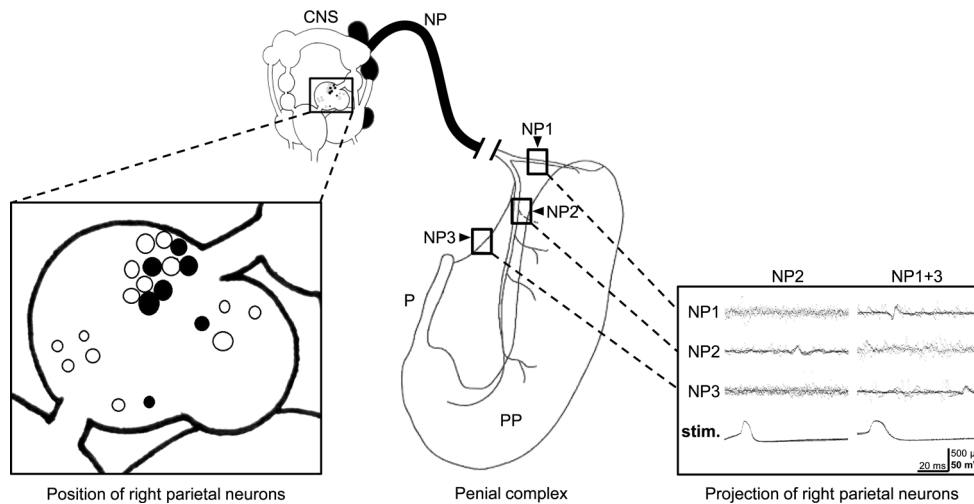 CNS
NP
NP1
NP2
NP3
P
PP
NP2 NP1+3
NP1
NP2
NP3
stim.
500 µ
20 ms 50 m
Position of right parietal neurons
Penial complex
Projection of right parietal neurons